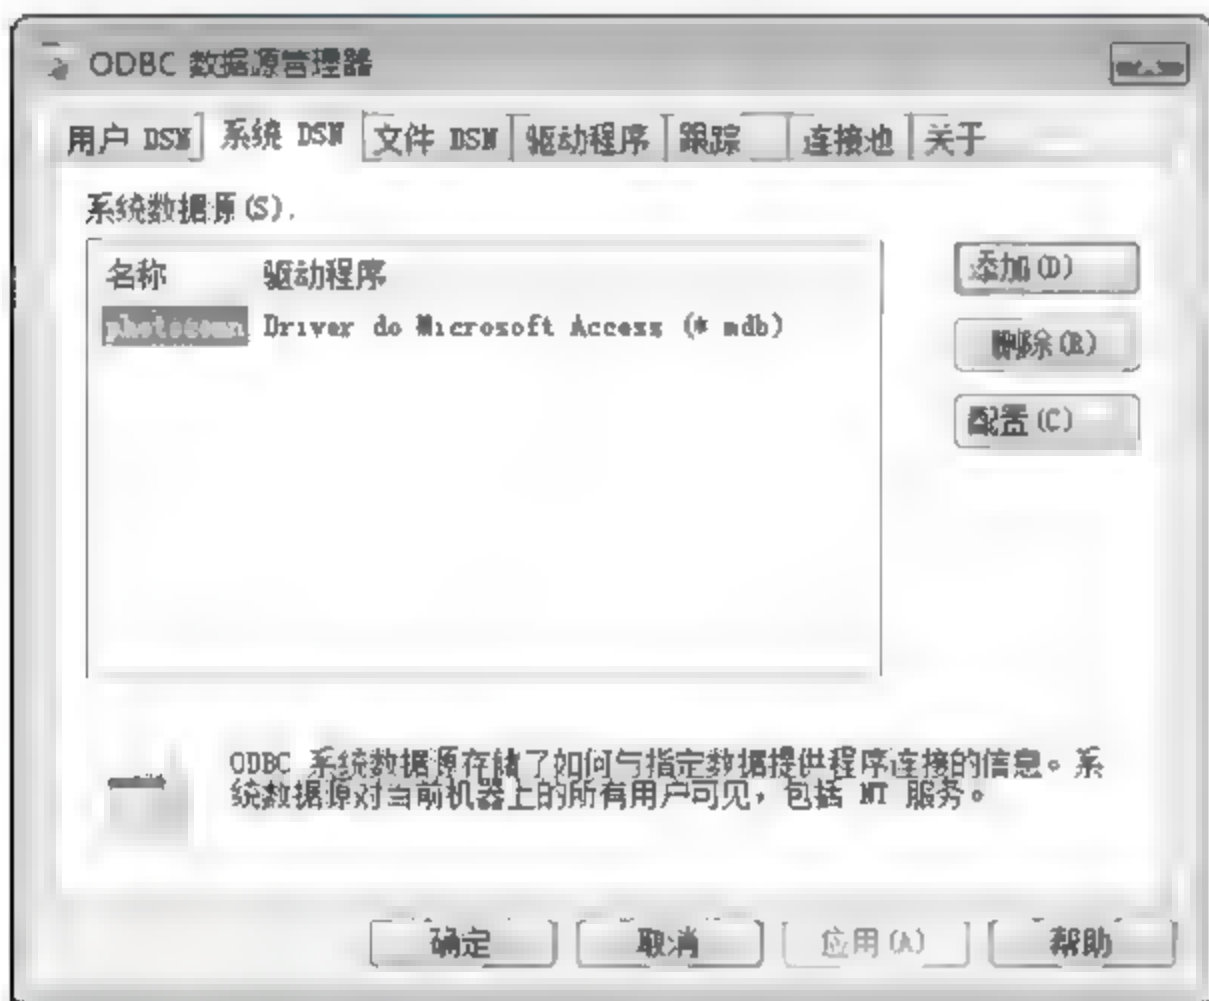 ODBC 数据源管理器
用户 DSN 系统 DSN 文件 DSN 驱动程序 跟踪 连接池 关于
系统数据原(S).
名称 驱动程序
添加(D)
photoconn Driver do Microsoft Access (* mdb)
删除(R)
配置(C)
ODBC 系统数据源存储了如何与指定数据提供程序连接的信息。系
统数据源对当前机器上的所有用户可见，包括 NT 服务。
确定 取消 应用(A) 帮助